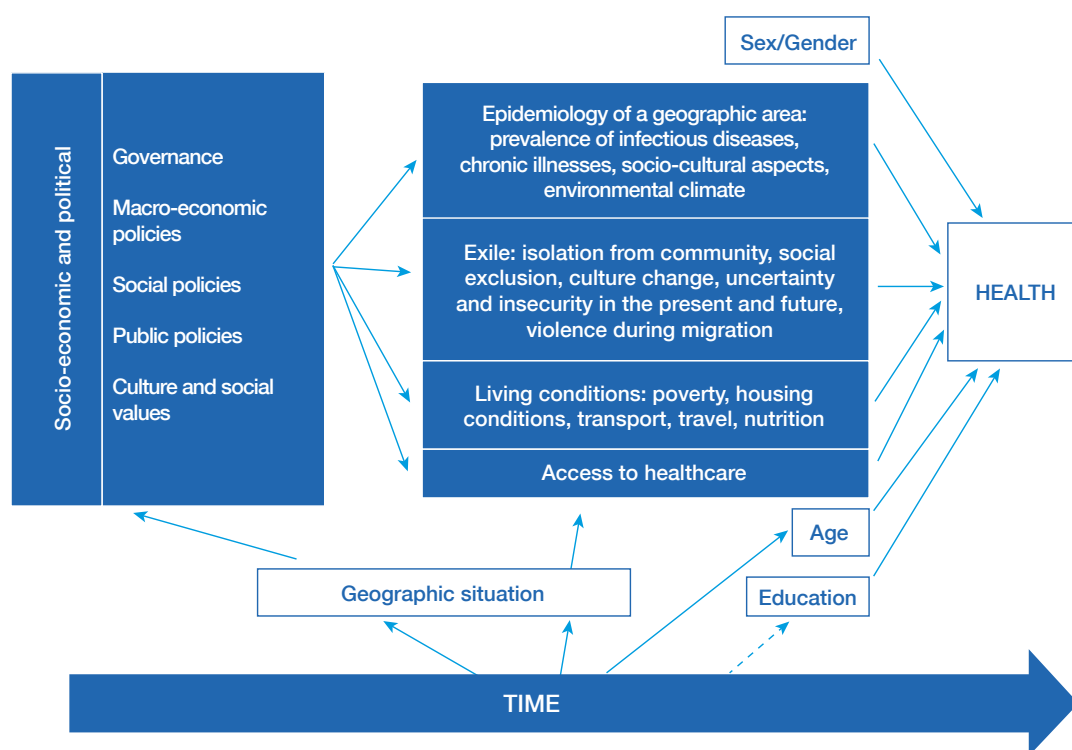 Sex/Gender
Socio-economic and political
Governance
Macro-economic
policies
Social policies
Public policies
Culture and social
values
Epidemiology of a geographic area:
prevalence of infectious diseases,
chronic illnesses, socio-cultural aspects,
environmental climate
Exile: isolation from community, social
exclusion, culture change, uncertainty
and insecurity in the present and future,
violence during migration
Living conditions: poverty, housing
conditions, transport, travel, nutrition
Access to healthcare
HEALTH
Age
Geographic situation
Education
TIME